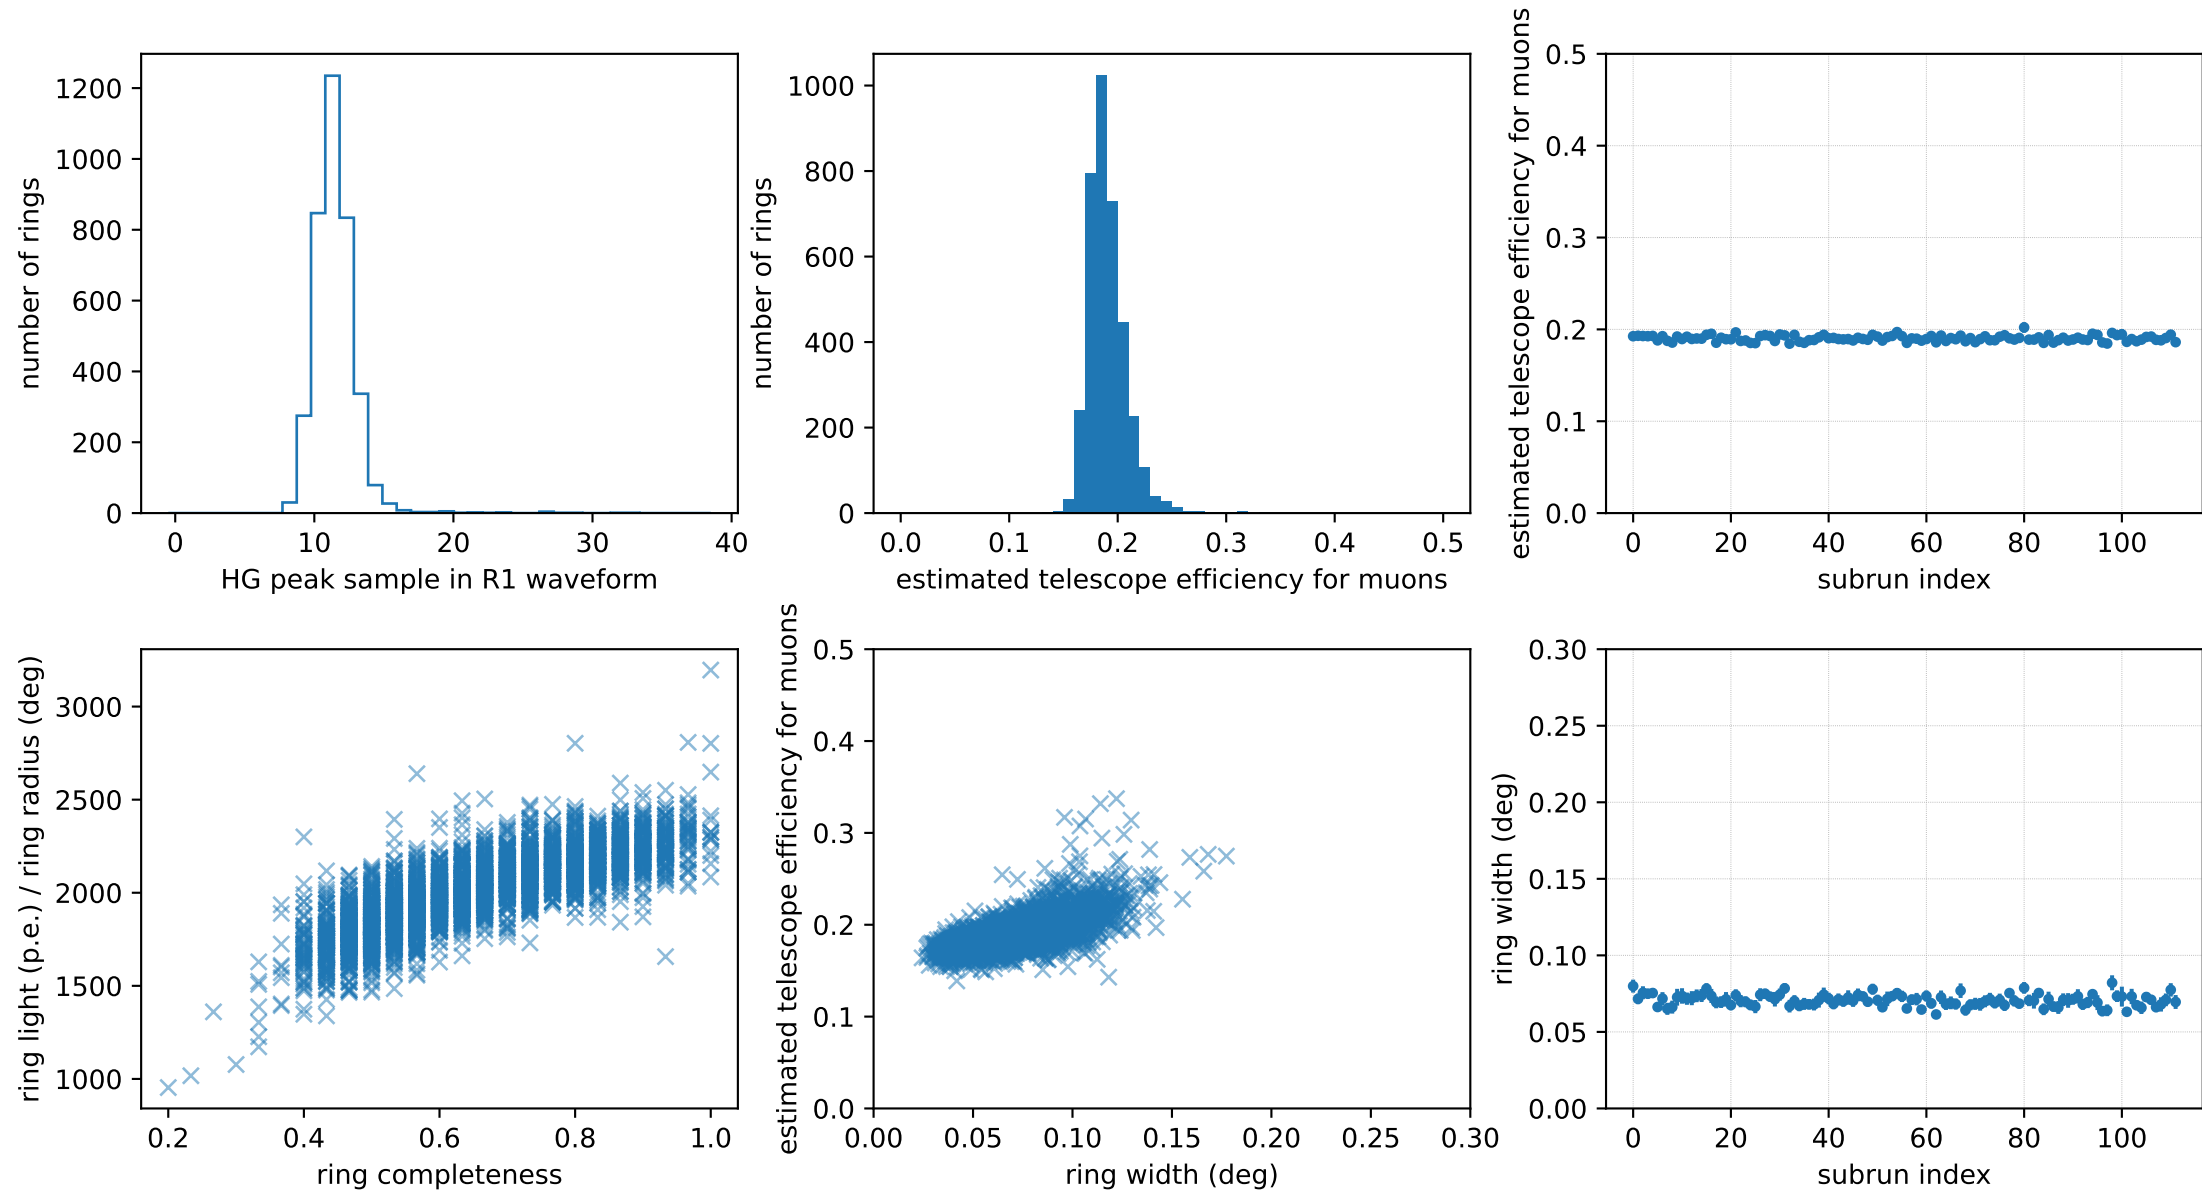 number of rings
1200
1000
800
600
400
200
0
0 10 20 30 40
HG peak sample in R1 waveform
number of rings
1000
800
600
400
200
0
0.0 0.1 0.2 0.3 0.4 0.5
estimated telescope efficiency for muons
estimated telescope efficiency for muons
0.5
0.4
0.3
0.2
0.1
0.0
0 20 40 60 80 100
subrun index
ring light (p.e.) / ring radius (deg)
3000
2500
2000
1500
1000
0.2 0.4 0.6 0.8 1.0
ring completeness
estimated telescope efficiency for muons
0.5
0.4
0.3
0.2
0.1
0.0
0.00 0.05 0.10 0.15 0.20 0.25 0.30
ring width (deg)
ring width (deg)
0.30
0.25
0.20
0.15
0.10
0.05
0.00
0 20 40 60 80 100
subrun index